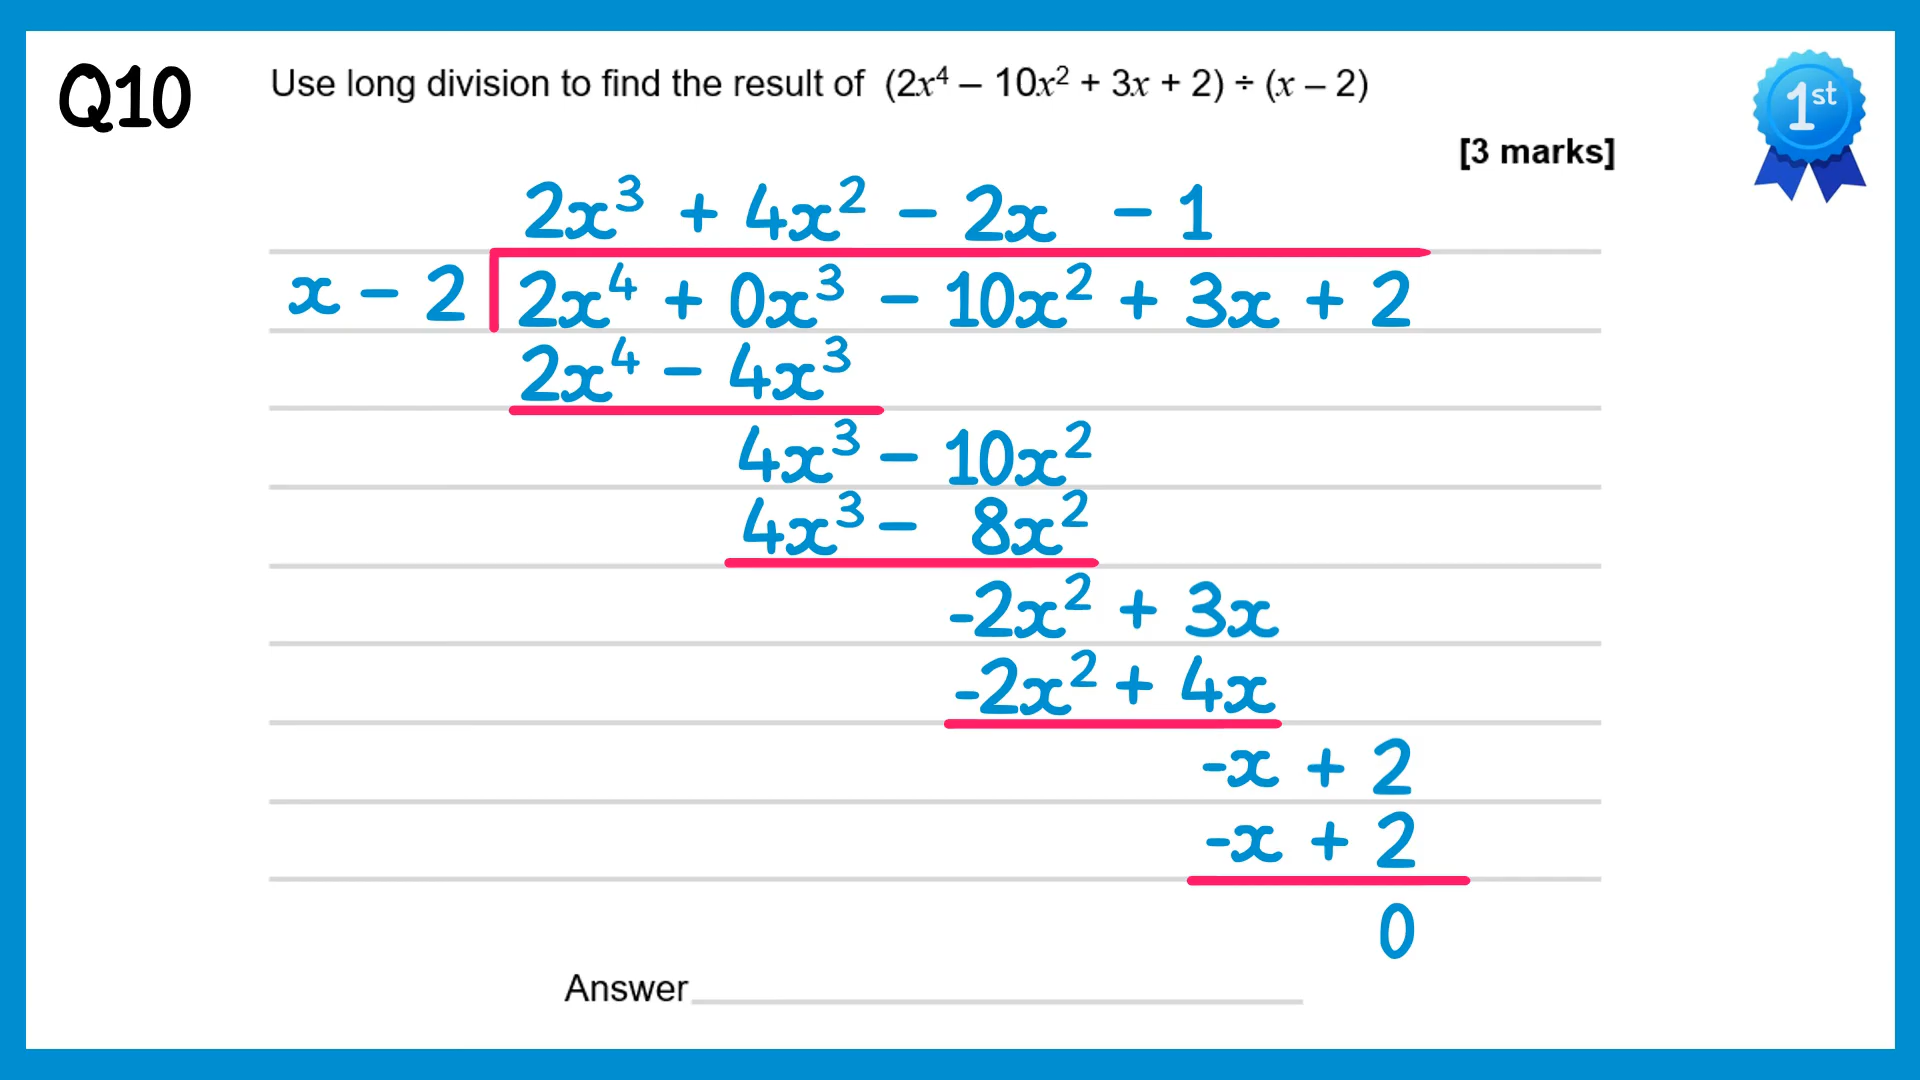 Q10
Use long division to find the result of (2x⁴ – 10x² + 3x + 2) ÷ (x – 2)
1st
[3 marks]
2x³ + 4x² – 2x – 1
x – 2 2x⁴ + 0x³ – 10x² + 3x + 2
2x⁴ – 4x³
4x³ – 10x²
4x³ – 8x²
-2x² + 3x
-2x² + 4x
-x + 2
-x + 2
0
Answer